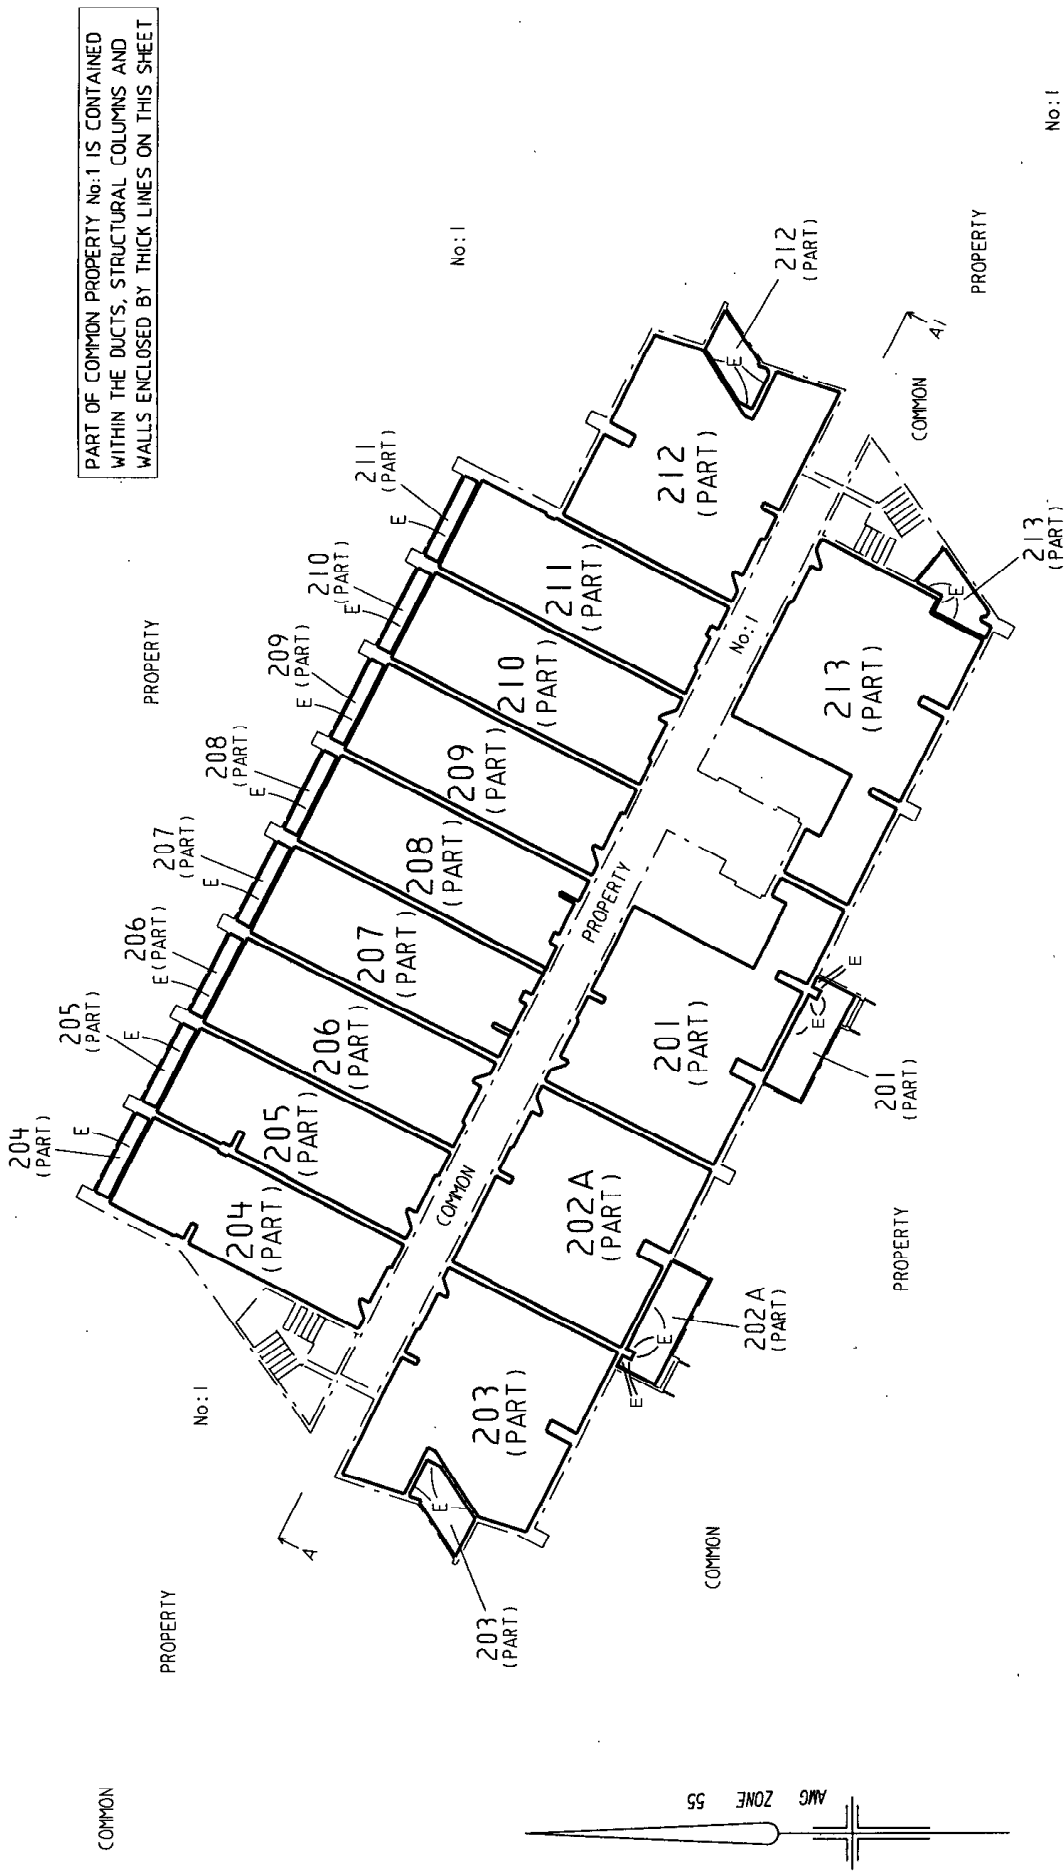 PART OF COMMON PROPERTY No:1 IS CONTAINED
WITHIN THE DUCTS, STRUCTURAL COLUMNS AND
WALLS ENCLOSED BY THICK LINES ON THIS SHEET
COMMON
PROPERTY
No:1
PROPERTY
No:1
204
(PART)
E
205
(PART)
E
206
(PART)
E
207
(PART)
E
208
(PART)
E
209
(PART)
E
210
(PART)
E
211
(PART)
E
204
(PART)
205
(PART)
206
(PART)
207
(PART)
208
(PART)
209
(PART)
210
(PART)
211
(PART)
212
(PART)
E
212
(PART)
COMMON
PROPERTY
No:1
A
A1
203
(PART)
E
203
(PART)
202A
(PART)
201
(PART)
213
(PART)
E
E
202A
(PART)
E
E
201
(PART)
E
213
(PART)
COMMON
PROPERTY
COMMON
PROPERTY
No:1
AMG ZONE 55